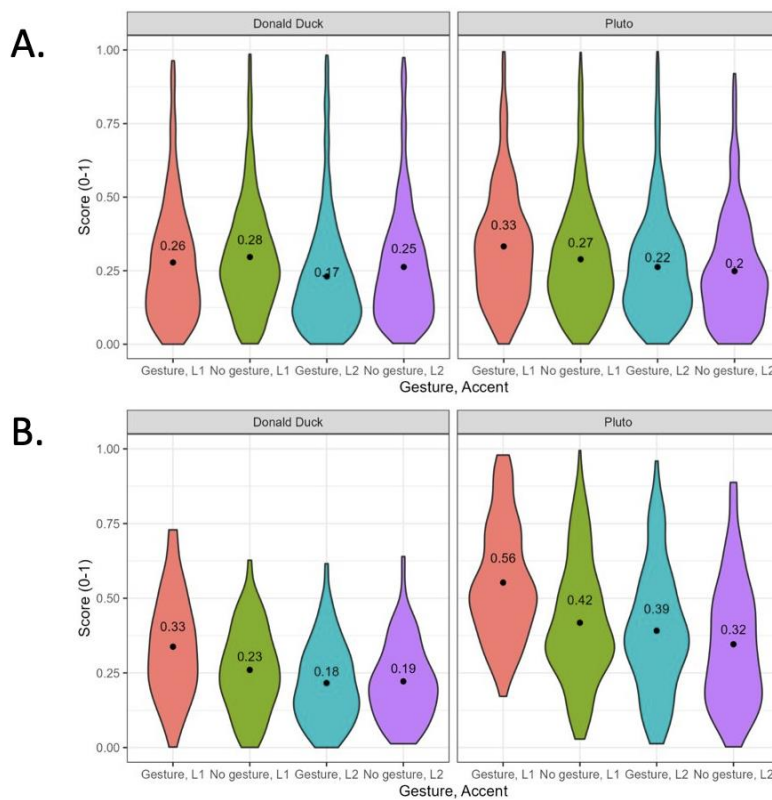 A.
Donald Duck Pluto
1.00
0.75
0.50
0.25
0.00
Score (0-1)
0.26 0.28 0.17 0.25 0.33 0.27 0.22 0.2
Gesture, L1 No gesture, L1 Gesture, L2 No gesture, L2 Gesture, L1 No gesture, L1 Gesture, L2 No gesture, L2
Gesture, Accent
B.
Donald Duck Pluto
1.00
0.75
0.50
0.25
0.00
Score (0-1)
0.33 0.23 0.18 0.19 0.56 0.42 0.39 0.32
Gesture, L1 No gesture, L1 Gesture, L2 No gesture, L2 Gesture, L1 No gesture, L1 Gesture, L2 No gesture, L2
Gesture, Accent